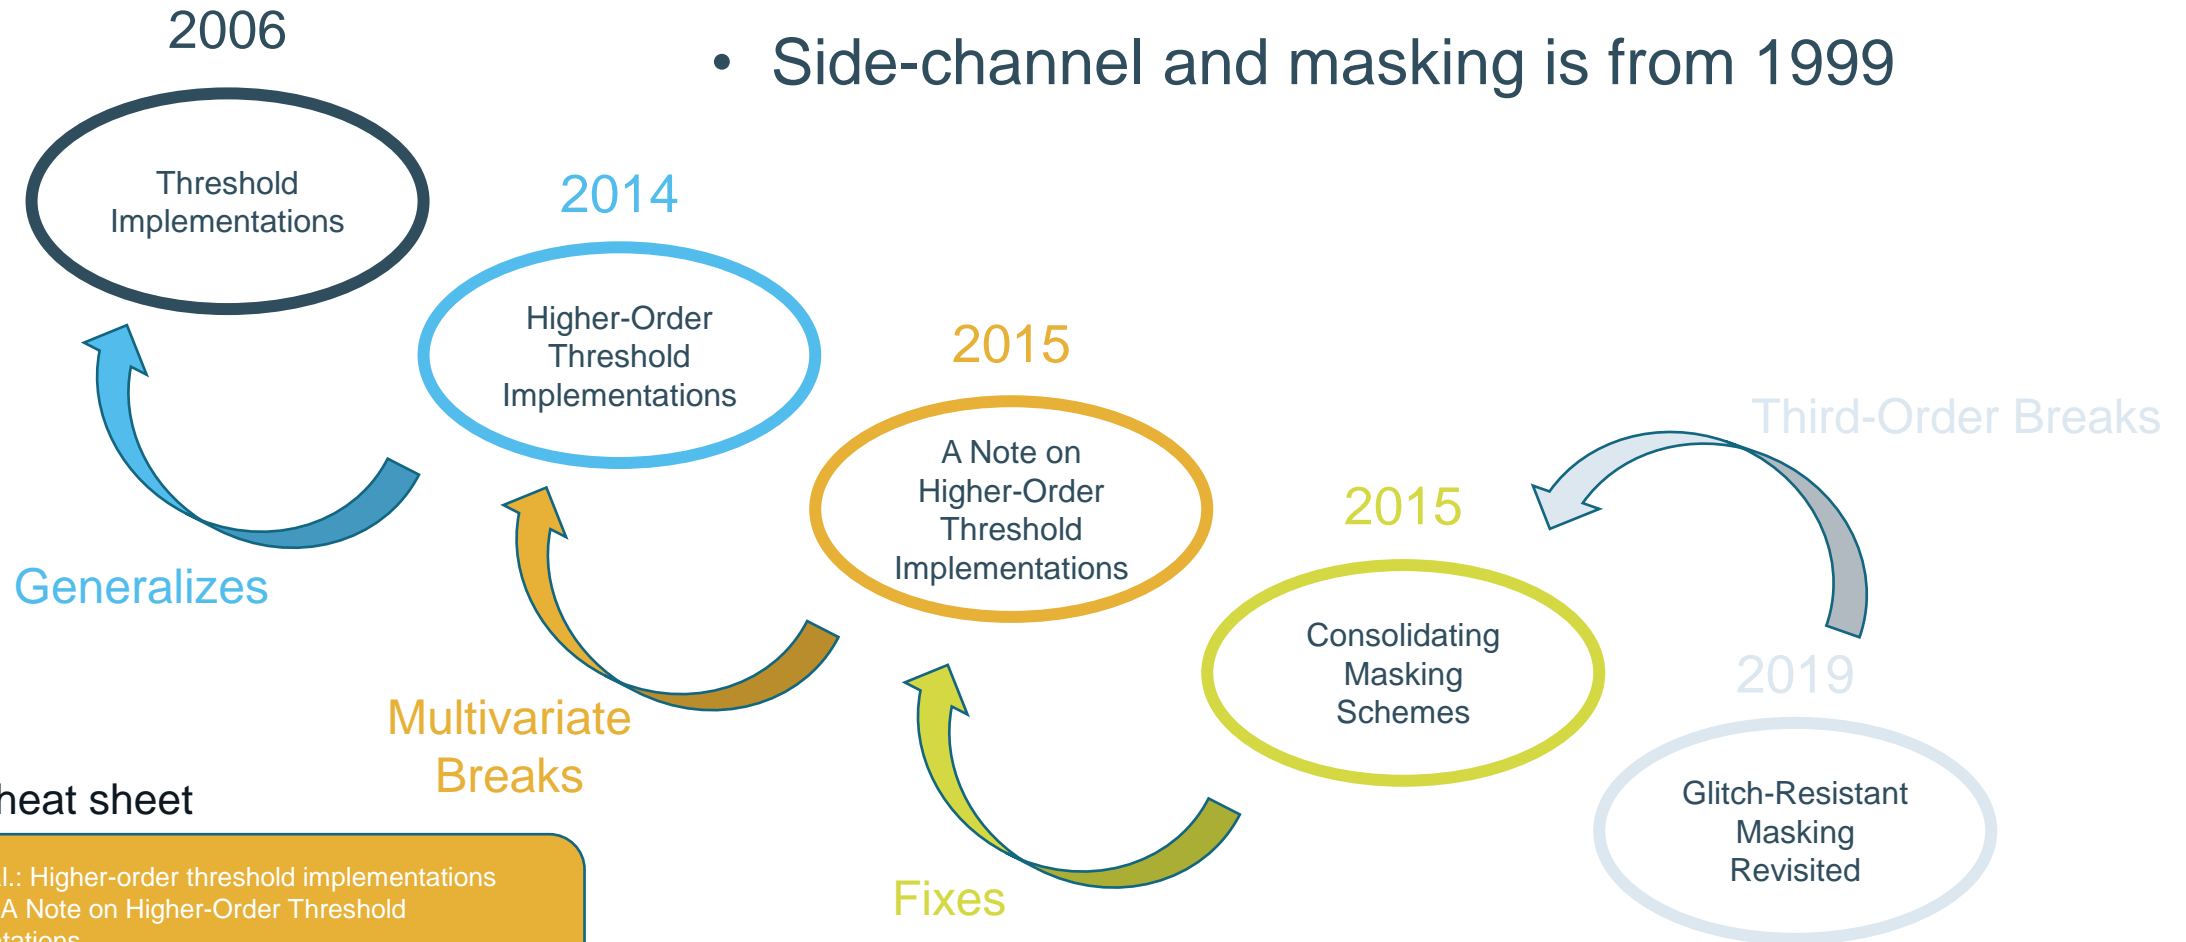 2006
• Side-channel and masking is from 1999
Threshold
Implementations
2014
Higher-Order
Threshold
Implementations
2015
A Note on
Higher-Order
Threshold
Implementations
Third-Order Breaks
2015
Consolidating
Masking
Schemes
2019
Glitch-Resistant
Masking
Revisited
Generalizes
Multivariate
Breaks
Fixes
heat sheet
l.: Higher-order threshold implementations
A Note on Higher-Order Threshold